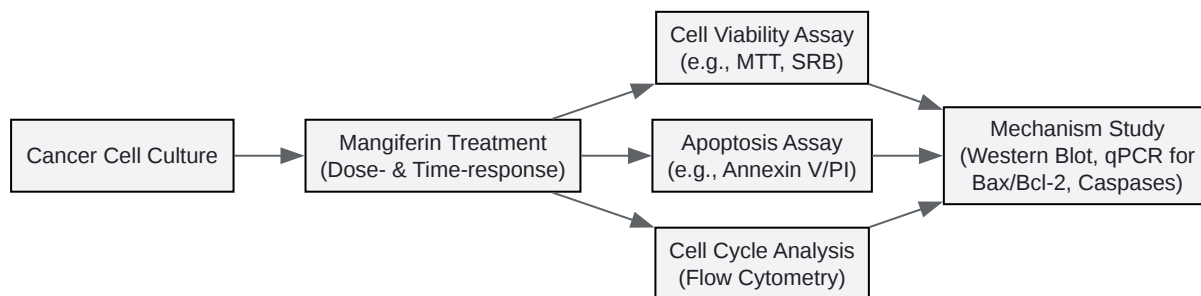 Cancer Cell Culture
Mangiferin Treatment
(Dose- & Time-response)
Cell Viability Assay
(e.g., MTT, SRB)
Apoptosis Assay
(e.g., Annexin V/PI)
Cell Cycle Analysis
(Flow Cytometry)
Mechanism Study
(Western Blot, qPCR for
Bax/Bcl-2, Caspases)